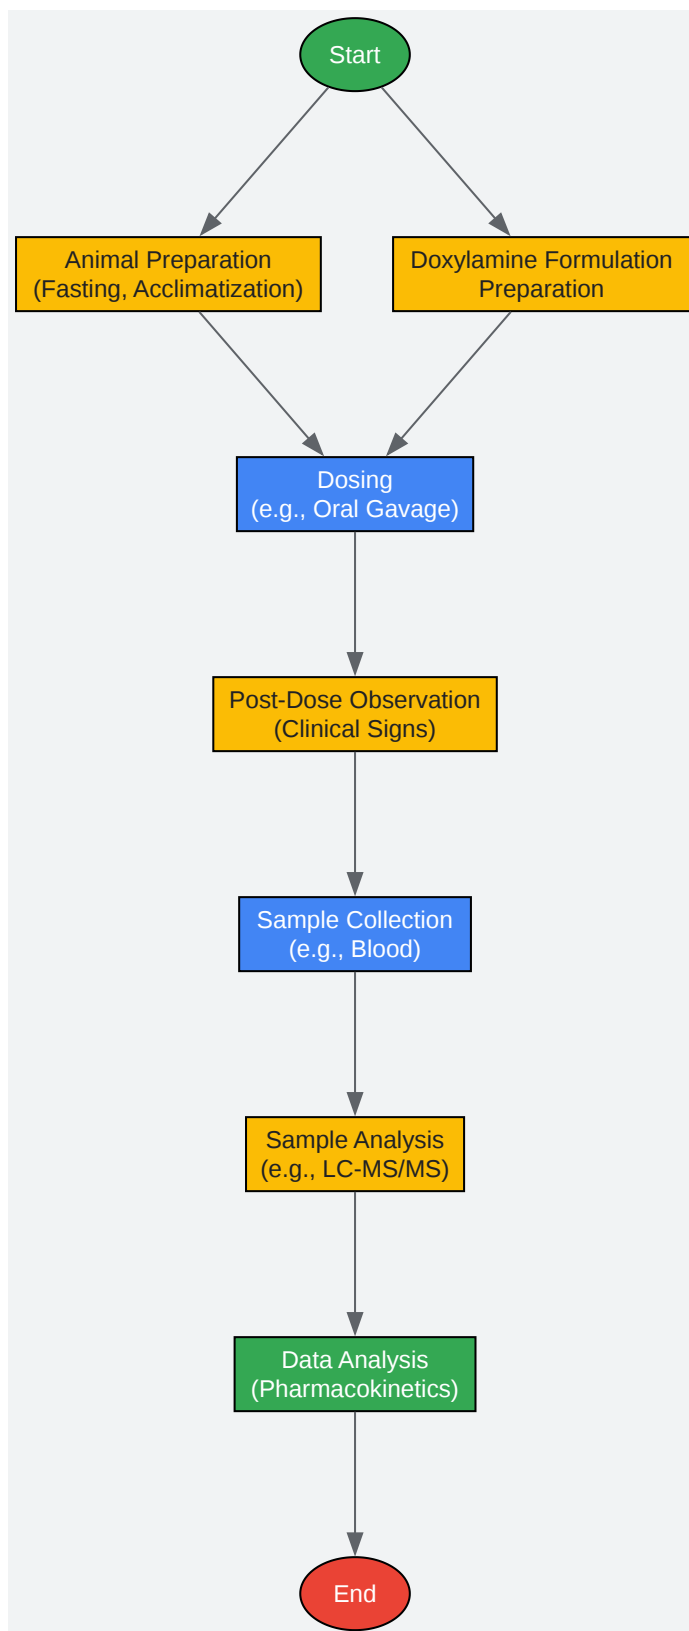 Start
Animal Preparation
(Fasting, Acclimatization)
Doxylamine Formulation
Preparation
Dosing
(e.g., Oral Gavage)
Post-Dose Observation
(Clinical Signs)
Sample Collection
(e.g., Blood)
Sample Analysis
(e.g., LC-MS/MS)
Data Analysis
(Pharmacokinetics)
End